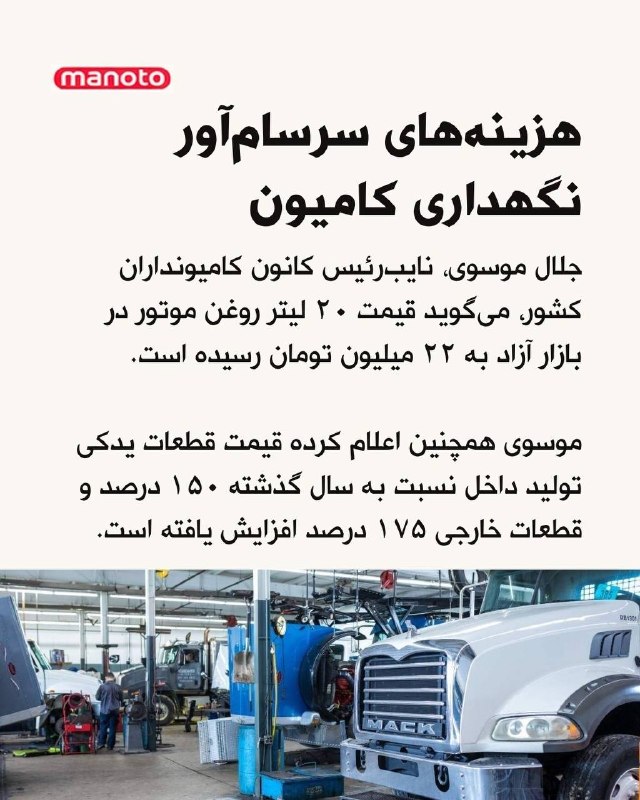 manoto
هزینه‌های سرسام‌آور
نگهداری کامیون
جلال موسوی، نایب‌رئیس کانون کامیونداران
کشور، می‌گوید قیمت ۲۰ لیتر روغن موتور در
بازار آزاد به ۲۲ میلیون تومان رسیده است.
موسوی همچنین اعلام کرده قیمت قطعات یدکی
تولید داخل نسبت به سال گذشته ۱۵۰ درصد و
قطعات خارجی ۱۷۵ درصد افزایش یافته است.
MACK